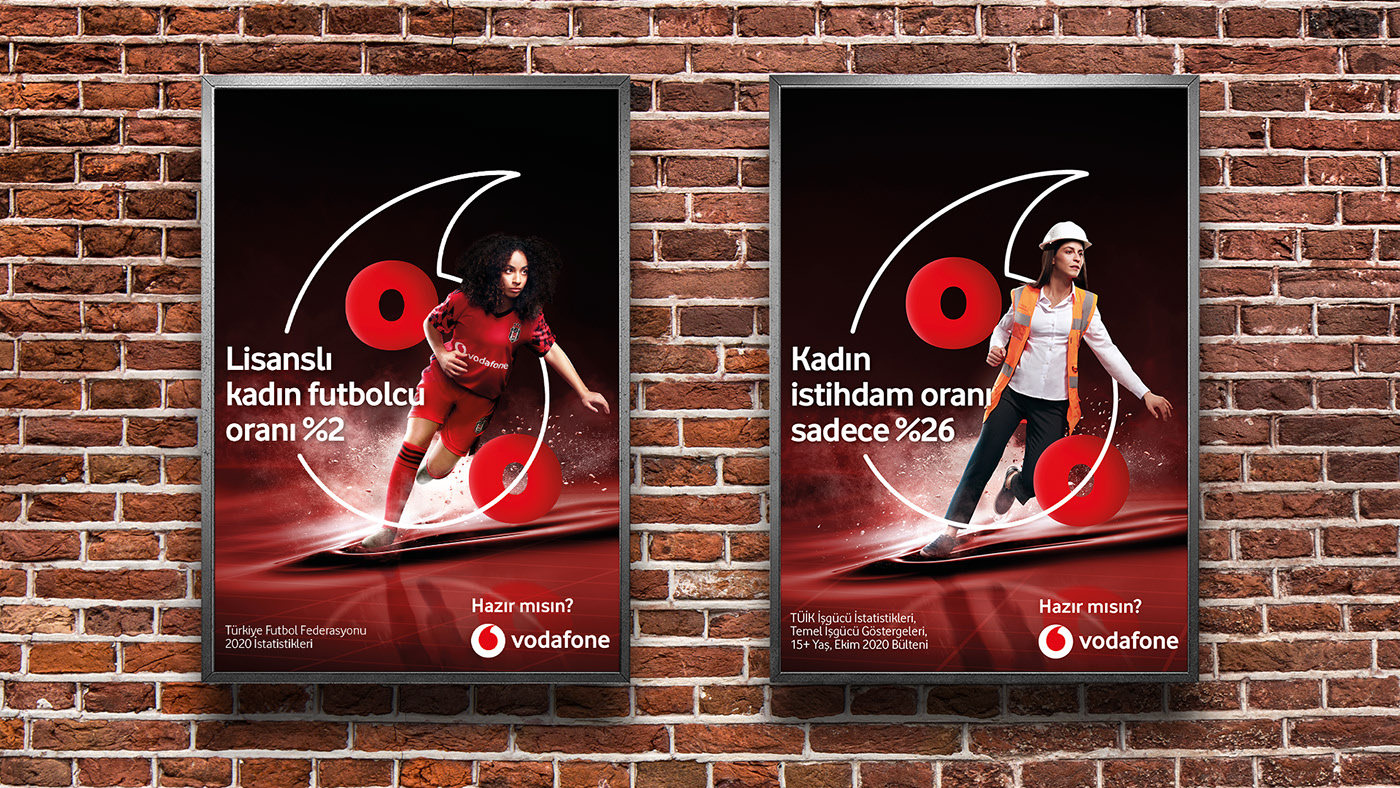 Lisanslı
kadın futbolcu
oranı %2
vodafone
Hazır mısın?
Türkiye Futbol Federasyonu
2020 İstatistikleri
vodafone
Kadın
istihdam oranı
sadece %26
Hazır mısın?
TÜİK İşgücü İstatistikleri,
Temel İşgücü Göstergeleri,
15+ Yaş, Ekim 2020 Bülteni
vodafone